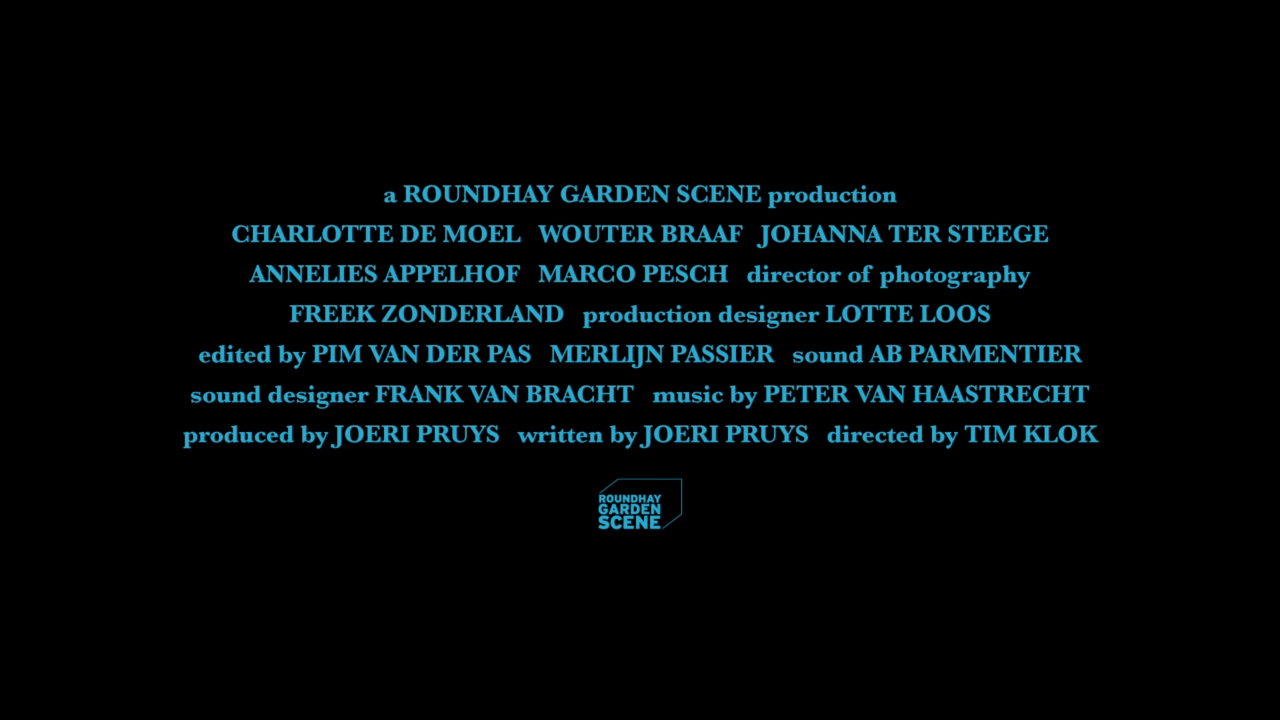 a ROUNDHAY GARDEN SCENE production
CHARLOTTE DE MOEL WOUTER BRAAF JOHANNA TER STEEGE
ANNELIES APPELHOF MARCO PESCH director of photography
FREEK ZONDERLAND production designer LOTTE LOOS
edited by PIM VAN DER PAS MERLIJN PASSIER sound AB PARMENTIER
sound designer FRANK VAN BRACHT music by PETER VAN HAASTRECHT
produced by JOERI PRUYS written by JOERI PRUYS directed by TIM KLOK
ROUNDHAY
GARDEN
SCENE